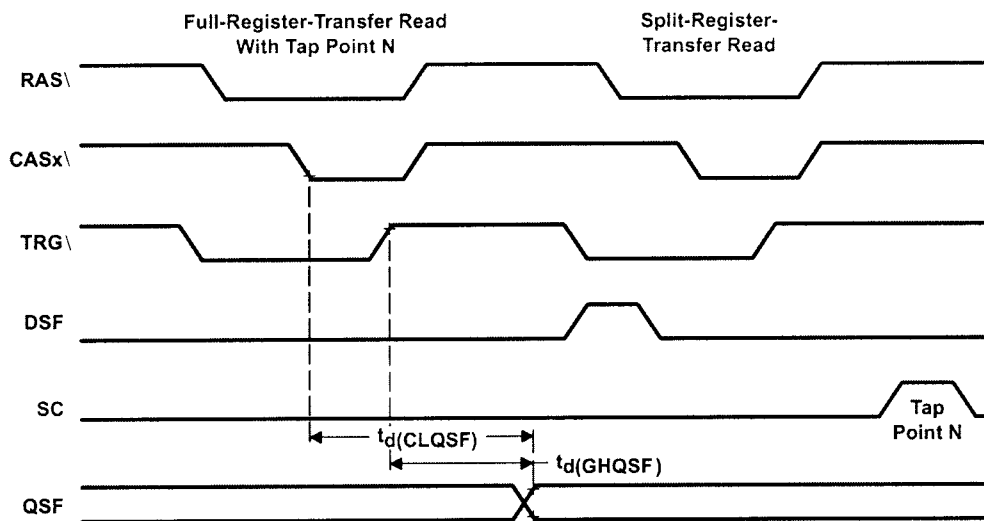 Full-Register-Transfer Read
With Tap Point N
Split-Register-
Transfer Read
RAS\
CASx\
TRG\
DSF
SC
Tap
Point N
td(CLQSF)
td(GHQSF)
QSF